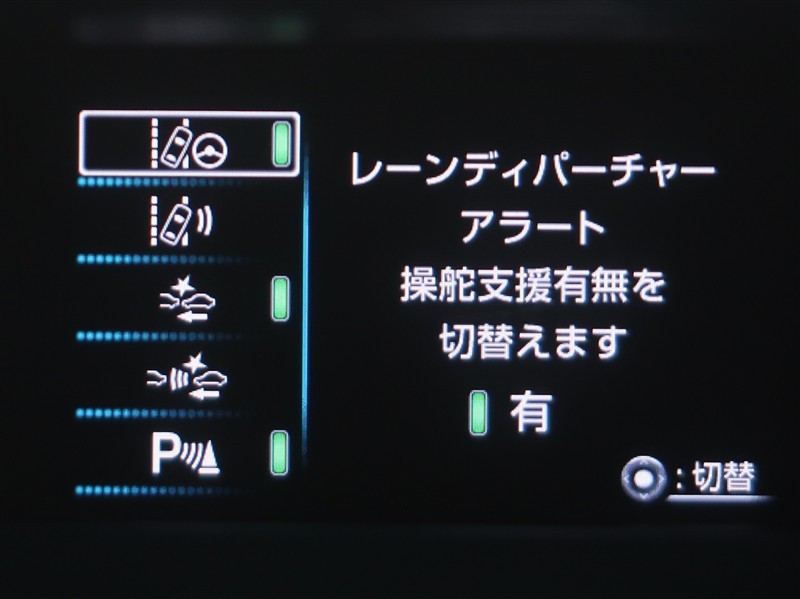 レーンディパーチャー
アラート
操舵支援有無を
切替えます
有
P
:切替